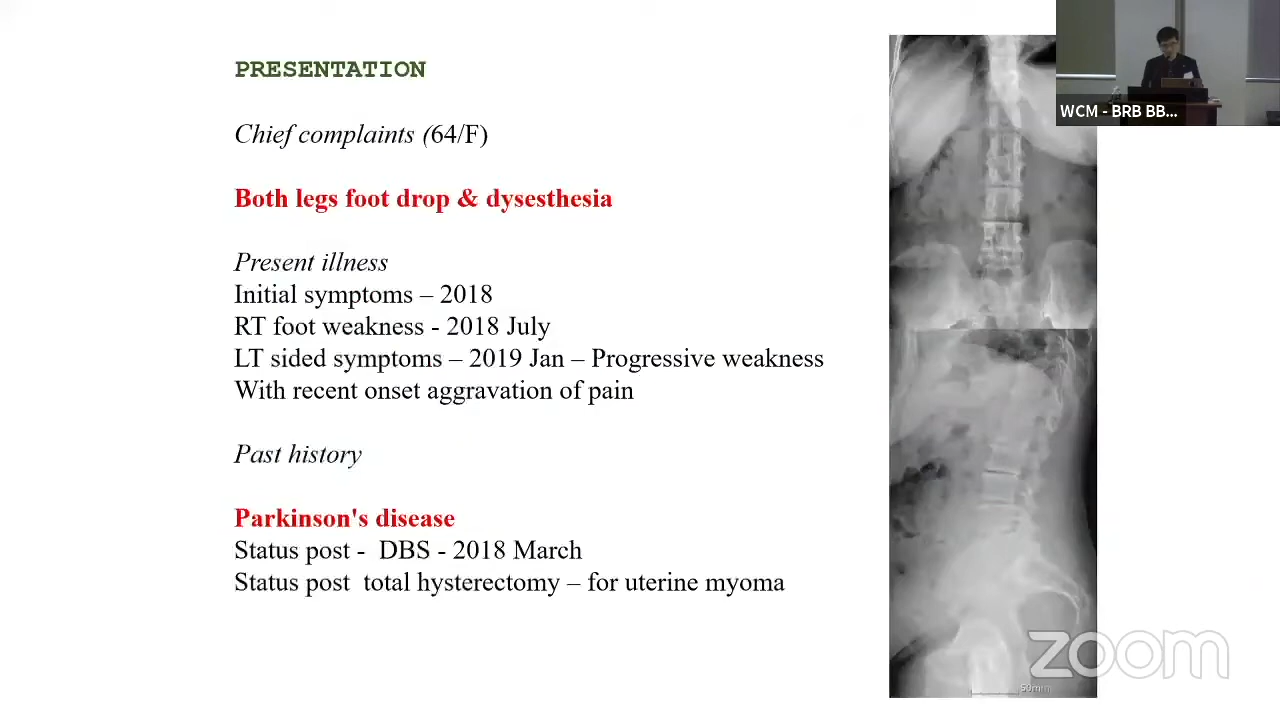 PRESENTATION
Chief complaints (64/F)
Both legs foot drop & dysesthesia
Present illness
Initial symptoms – 2018
RT foot weakness - 2018 July
LT sided symptoms – 2019 Jan – Progressive weakness
With recent onset aggravation of pain
Past history
Parkinson's disease
Status post - DBS - 2018 March
Status post total hysterectomy – for uterine myoma
WCM - BRB BB...
50mm
zoom